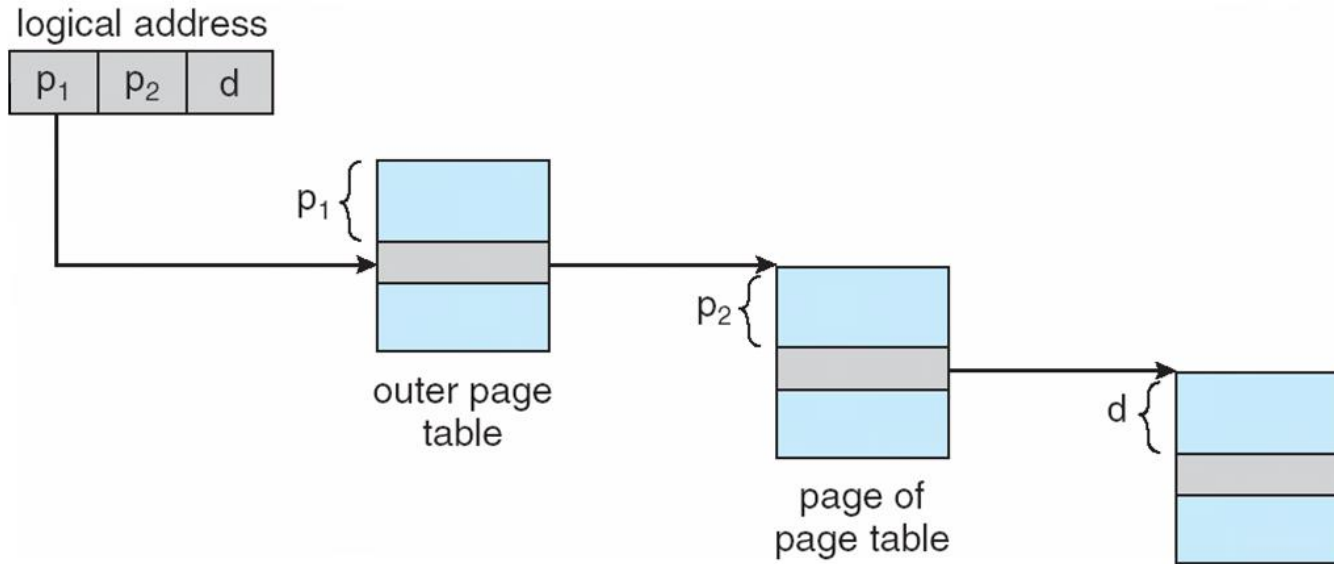 logical address
p₁ p₂ d
p₁
outer page
table
p₂
page of
page table
d